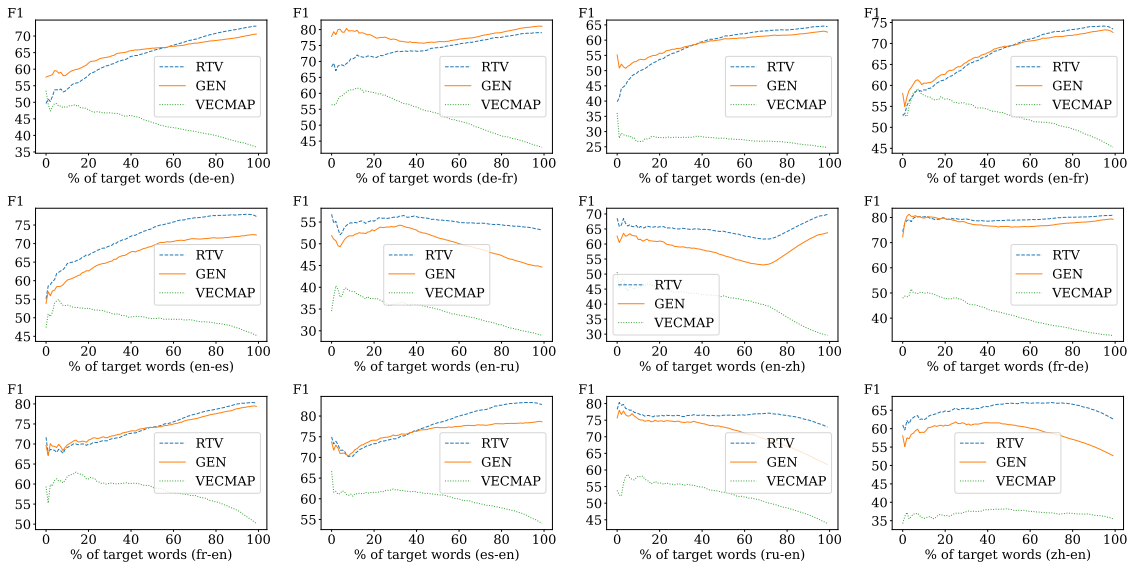 F1
70
65
60
55
50
45
40
35
RTV
GEN
VECMAP
0 20 40 60 80 100
% of target words (de-en)
F1
80
75
70
65
60
55
50
45
RTV
GEN
VECMAP
0 20 40 60 80 100
% of target words (de-fr)
F1
65
60
55
50
45
40
35
30
25
RTV
GEN
VECMAP
0 20 40 60 80 100
% of target words (en-de)
F1
75
70
65
60
55
50
45
RTV
GEN
VECMAP
0 20 40 60 80 100
% of target words (en-fr)
F1
75
70
65
60
55
50
45
RTV
GEN
VECMAP
0 20 40 60 80 100
% of target words (en-es)
F1
55
50
45
40
35
30
RTV
GEN
VECMAP
0 20 40 60 80 100
% of target words (en-ru)
F1
70
65
60
55
50
45
40
35
30
RTV
GEN
VECMAP
0 20 40 60 80 100
% of target words (en-zh)
F1
80
70
60
50
40
RTV
GEN
VECMAP
0 20 40 60 80 100
% of target words (fr-de)
F1
80
75
70
65
60
55
50
RTV
GEN
VECMAP
0 20 40 60 80 100
% of target words (fr-en)
F1
80
75
70
65
60
55
RTV
GEN
VECMAP
0 20 40 60 80 100
% of target words (es-en)
F1
80
75
70
65
60
55
50
45
RTV
GEN
VECMAP
0 20 40 60 80 100
% of target words (ru-en)
F1
65
60
55
50
45
40
35
RTV
GEN
VECMAP
0 20 40 60 80 100
% of target words (zh-en)